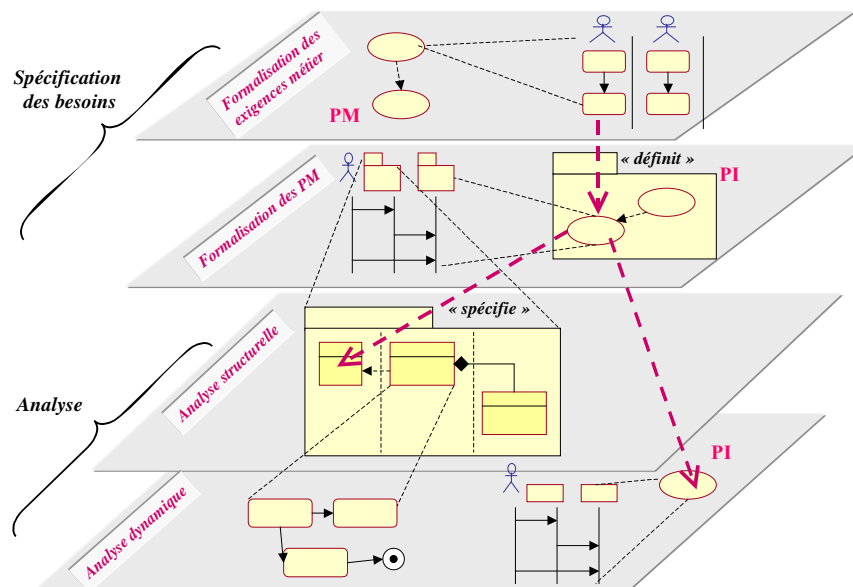 Spécification
des besoins
Formalisation des
exigences métier
PM
« définit »
PI
Formalisation des PM
« spécifie »
Analyse structurelle
Analyse
PI
Analyse dynamique